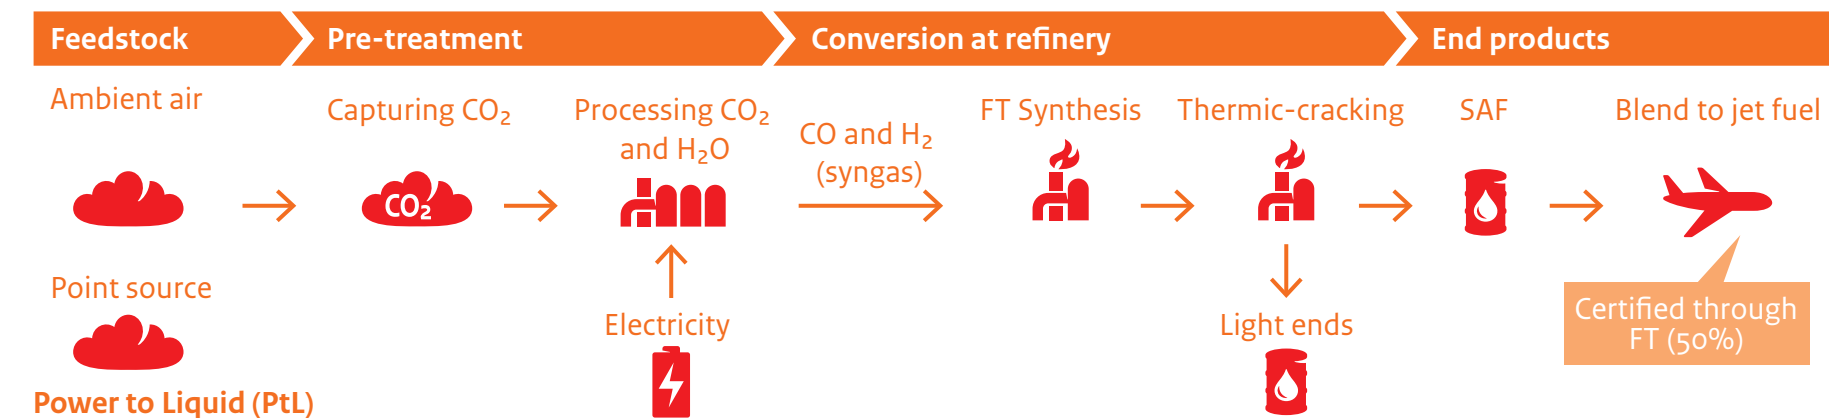 Feedstock
Pre-treatment
Conversion at refinery
End products
Ambient air
Capturing CO₂
Processing CO₂
and H₂O
CO and H₂
(syngas)
FT Synthesis
Thermic-cracking
SAF
Blend to jet fuel
CO₂
Point source
Electricity
Light ends
Certified through
FT (50%)
Power to Liquid (PtL)